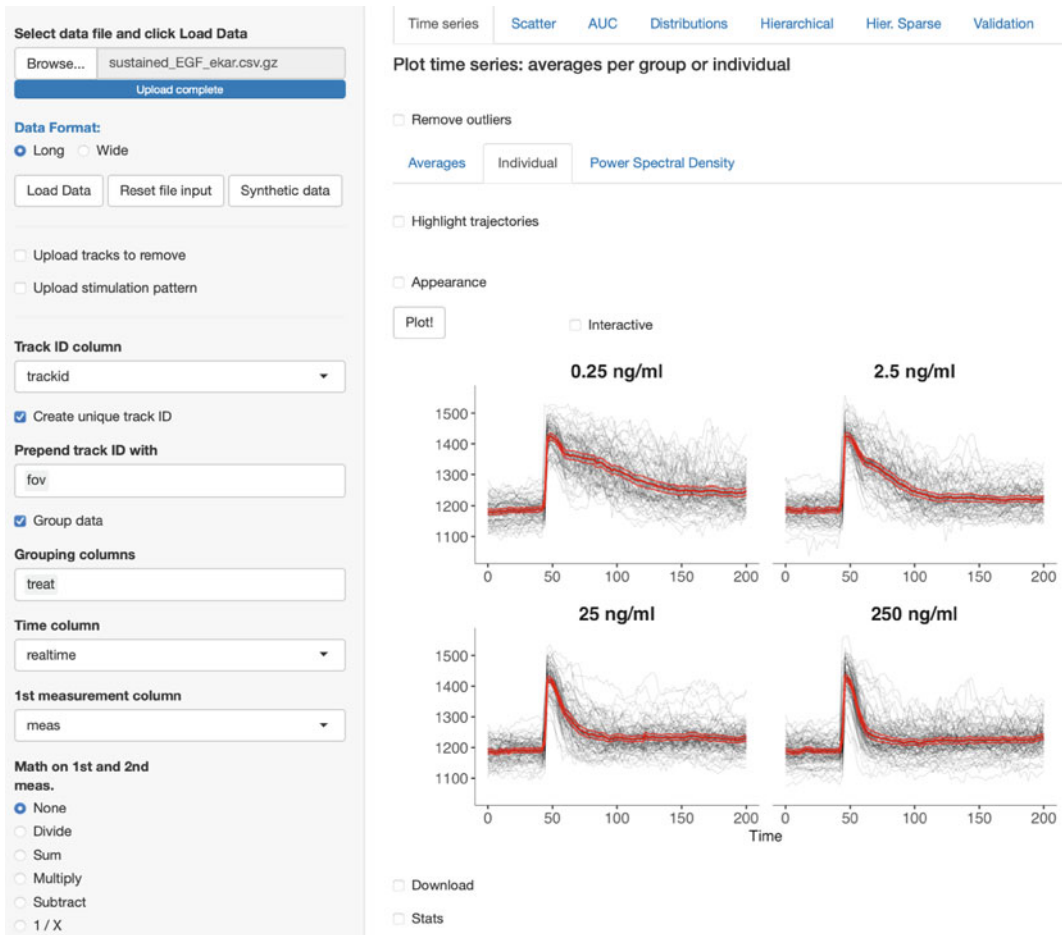 Select data file and click Load Data
Browse... sustained_EGF_ekar.csv.gz
Upload complete
Data Format:
Long Wide
Load Data Reset file input Synthetic data
Upload tracks to remove
Upload stimulation pattern
Track ID column
trackid
Create unique track ID
Prepend track ID with
fov
Group data
Grouping columns
treat
Time column
realtime
1st measurement column
meas
Math on 1st and 2nd
meas.
None
Divide
Sum
Multiply
Subtract
1 / X
Time series Scatter AUC Distributions Hierarchical Hier. Sparse Validation
Plot time series: averages per group or individual
Remove outliers
Averages Individual Power Spectral Density
Highlight trajectories
Appearance
Plot! Interactive
0.25 ng/ml 2.5 ng/ml
1500
1400
1300
1200
1100
0 50 100 150 200 0 50 100 150 200
25 ng/ml 250 ng/ml
1500
1400
1300
1200
1100
0 50 100 150 200 0 50 100 150 200
Time
Download
Stats